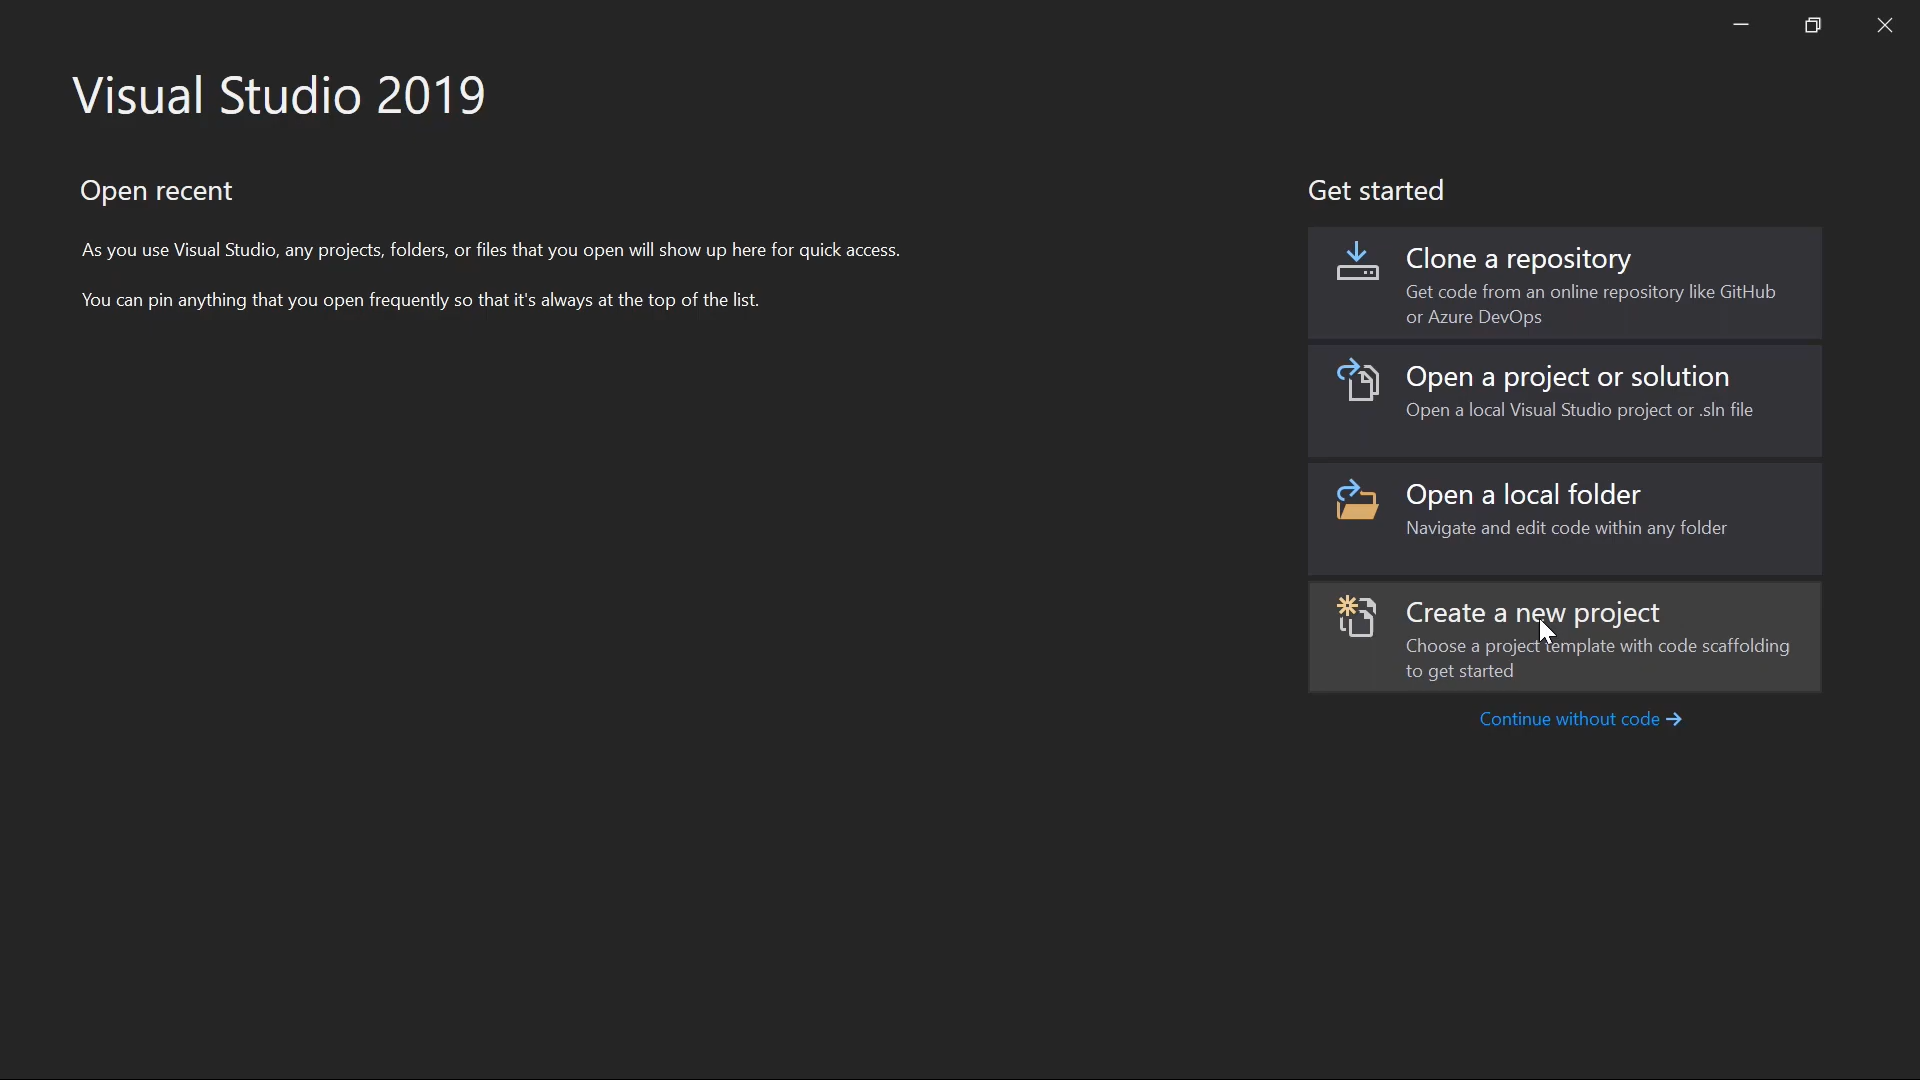 Visual Studio 2019
Open recent
As you use Visual Studio, any projects, folders, or files that you open will show up here for quick access.
You can pin anything that you open frequently so that it's always at the top of the list.
Get started
Clone a repository
Get code from an online repository like GitHub
or Azure DevOps
Open a project or solution
Open a local Visual Studio project or .sln file
Open a local folder
Navigate and edit code within any folder
Create a new project
Choose a project template with code scaffolding
to get started
Continue without code →